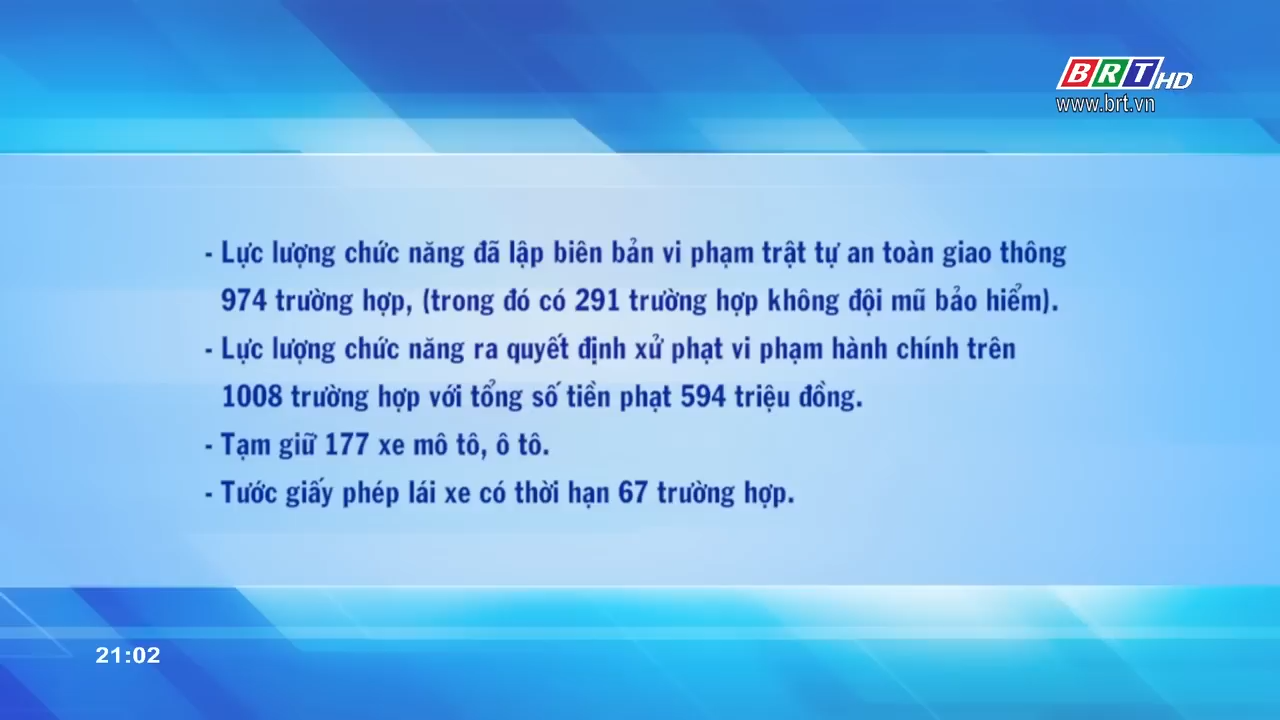 BRT HD
www.brt.vn
- Lực lượng chức năng đã lập biên bản vi phạm trật tự an toàn giao thông
974 trường hợp, (trong đó có 291 trường hợp không đội mũ bảo hiểm).
- Lực lượng chức năng ra quyết định xử phạt vi phạm hành chính trên
1008 trường hợp với tổng số tiền phạt 594 triệu đồng.
- Tạm giữ 177 xe mô tô, ô tô.
- Tước giấy phép lái xe có thời hạn 67 trường hợp.
21:02